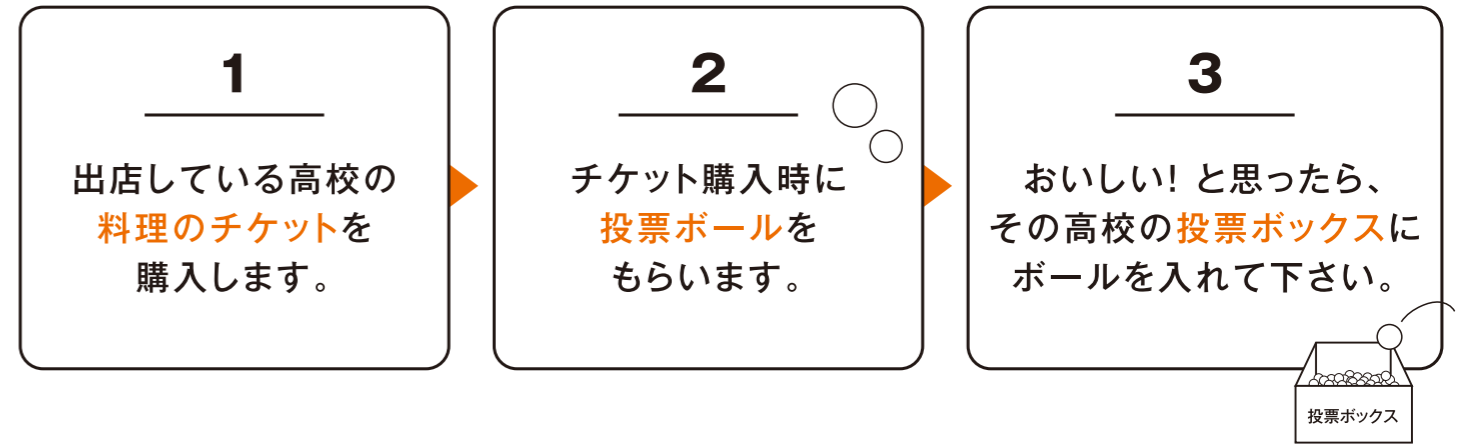 1
出店している高校の
料理のチケットを
購入します。
2
チケット購入時に
投票ボールを
もらいます。
3
おいしい! と思ったら、
その高校の投票ボックスに
ボールを入れて下さい。
投票ボックス